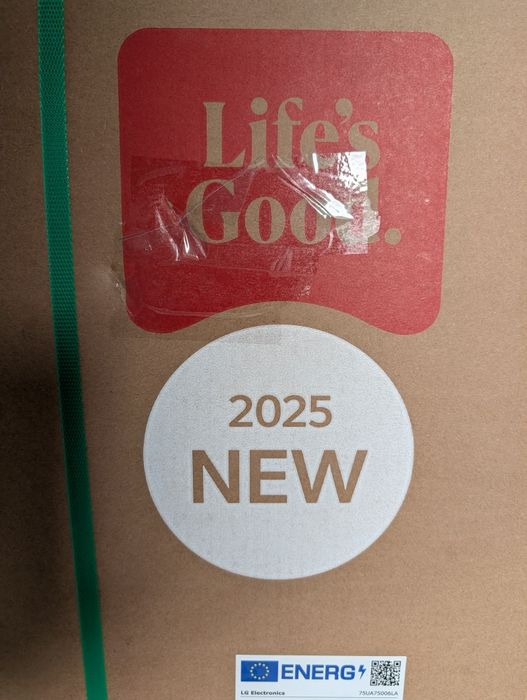 Life's
Good.
2025
NEW
ENERG
LG Electronics 75UA75006LA